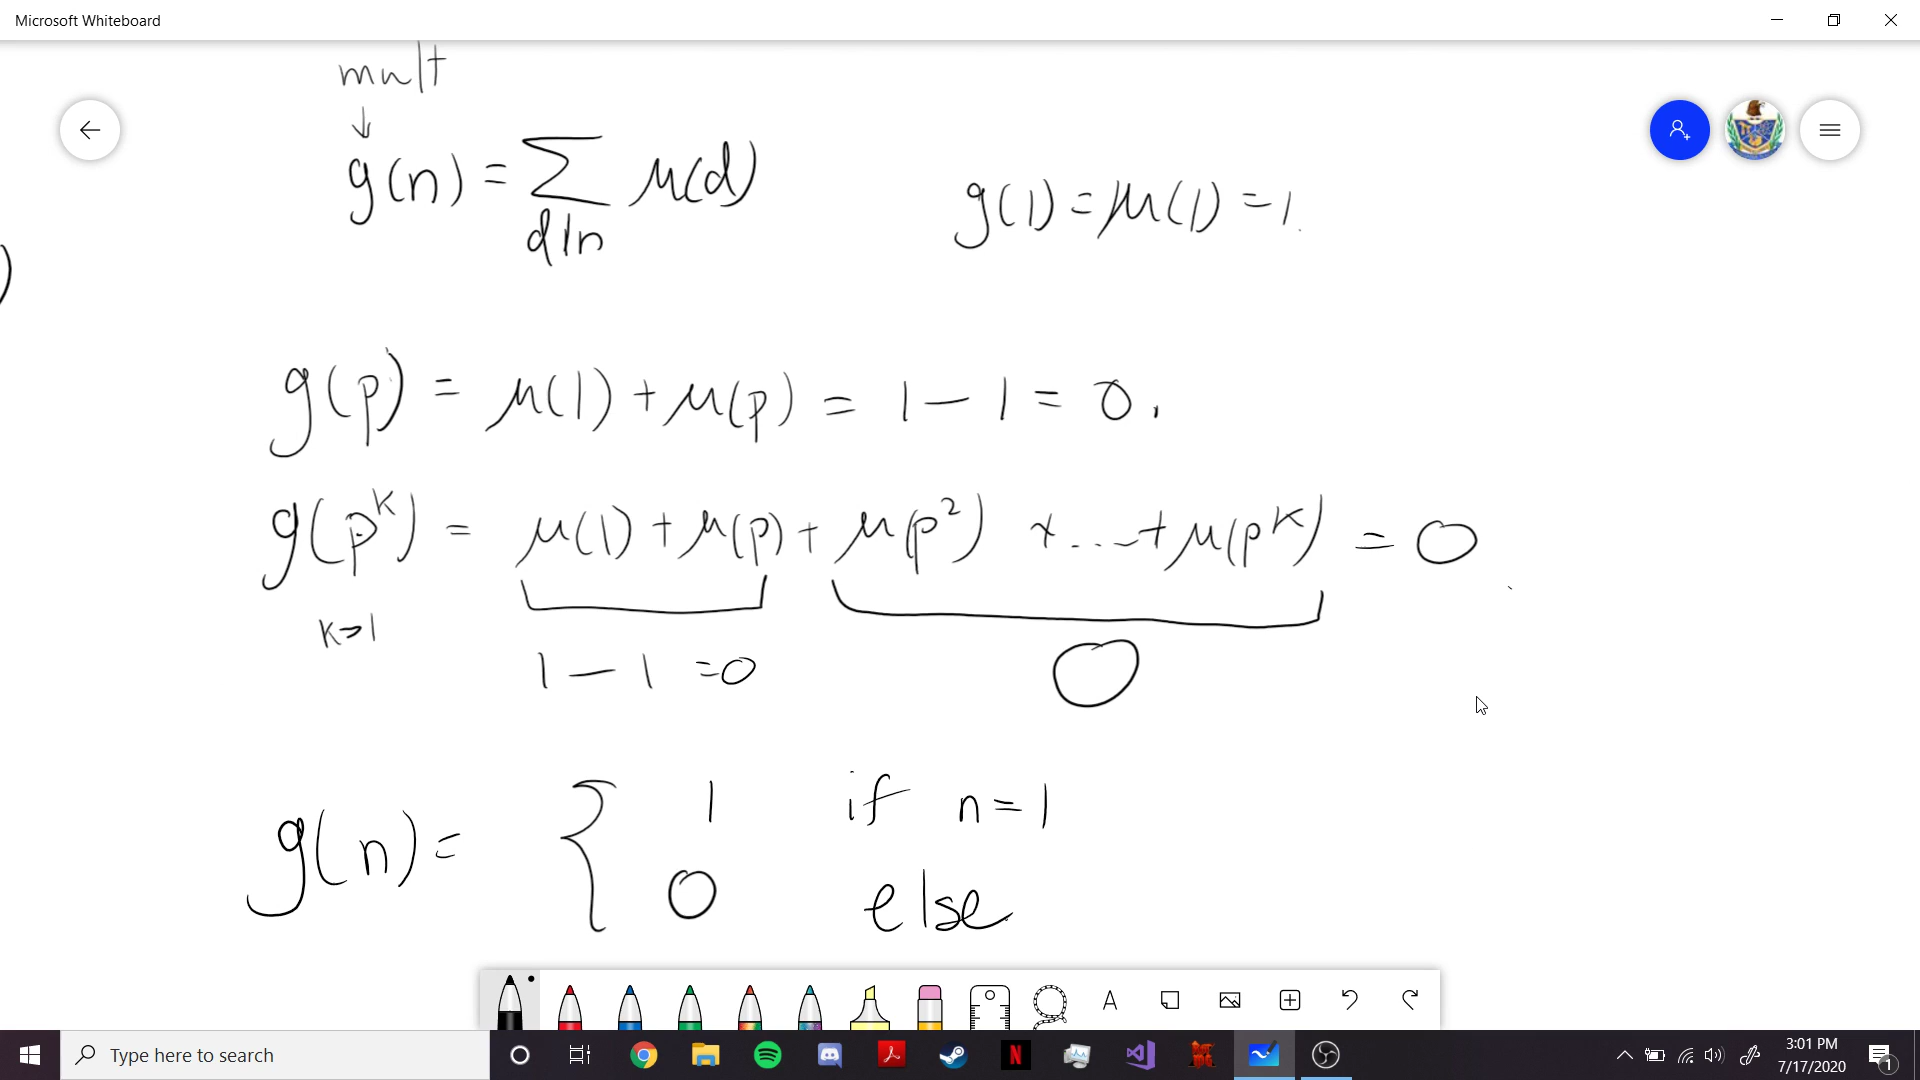 Microsoft Whiteboard
mult
↓
g(n) = ∑ μ(d)
d|n
g(1) = μ(1) = 1.
g(p) = μ(1) + μ(p) = 1 - 1 = 0.
g(p^k) = μ(1) + μ(p) + μ(p²) + ... + μ(p^k) = 0
1 - 1 = 0
0
g(n) = { 1 if n = 1
0 else
Type here to search
3:01 PM
7/17/2020
1